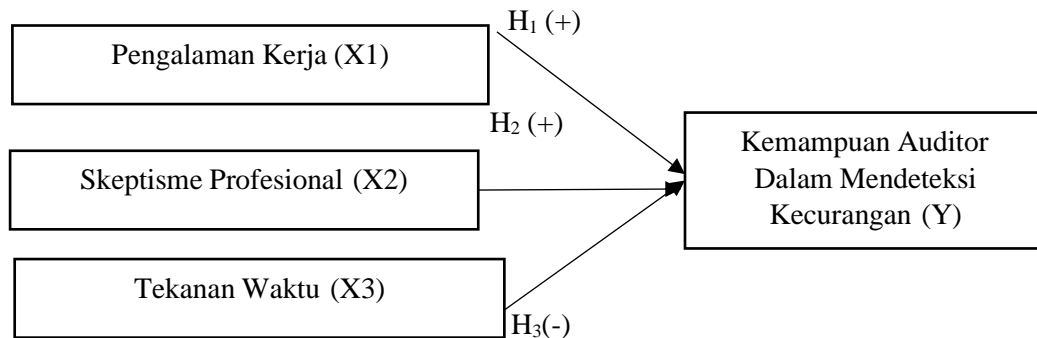 H₁ (+)
Pengalaman Kerja (X1)
H₂ (+)
Skeptisme Profesional (X2)
Tekanan Waktu (X3)
H₃(-)
Kemampuan Auditor
Dalam Mendeteksi
Kecurangan (Y)